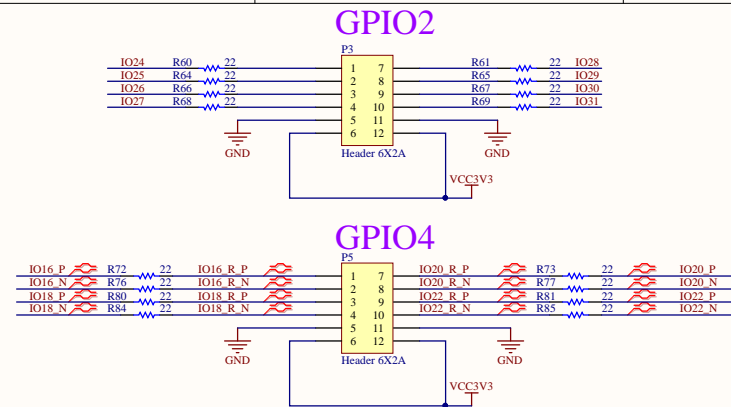 GPIO2
P3
IO24 R60 22 1 7 R61 22 IO28
IO25 R64 22 2 8 R65 22 IO29
IO26 R66 22 3 9 R67 22 IO30
IO27 R68 22 4 10 R69 22 IO31
5 11
6 12
GND Header 6X2A GND
VCC3V3
GPIO4
P5
IO16_P R72 22 IO16_R_P 1 7 IO20_R_P R73 22 IO20_P
IO16_N R76 22 IO16_R_N 2 8 IO20_R_N R77 22 IO20_N
IO18_P R80 22 IO18_R_P 3 9 IO22_R_P R81 22 IO22_P
IO18_N R84 22 IO18_R_N 4 10 IO22_R_N R85 22 IO22_N
5 11
6 12
GND Header 6X2A GND
VCC3V3